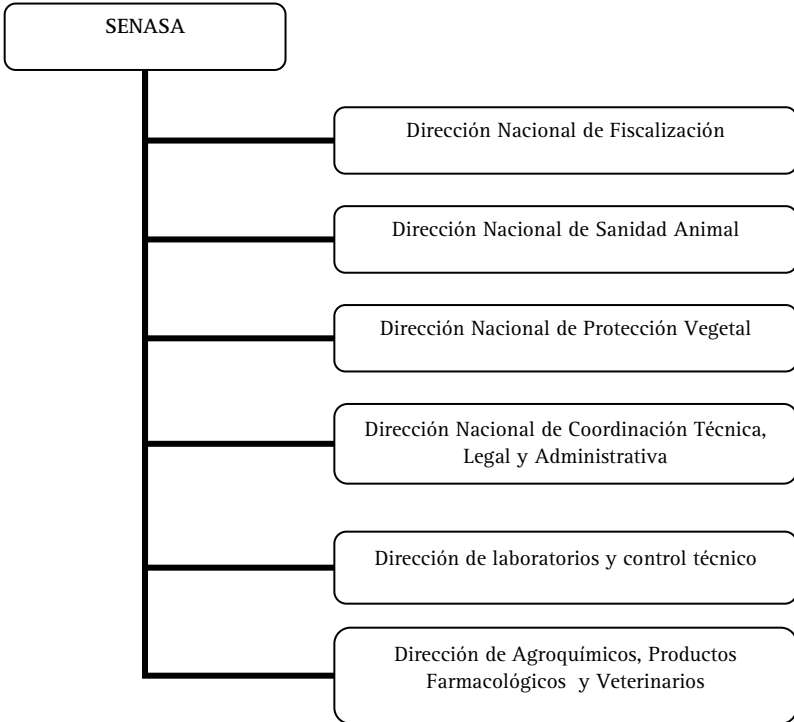 SENASA
Dirección Nacional de Fiscalización
Dirección Nacional de Sanidad Animal
Dirección Nacional de Protección Vegetal
Dirección Nacional de Coordinación Técnica,
Legal y Administrativa
Dirección de laboratorios y control técnico
Dirección de Agroquímicos, Productos
Farmacológicos  y Veterinarios